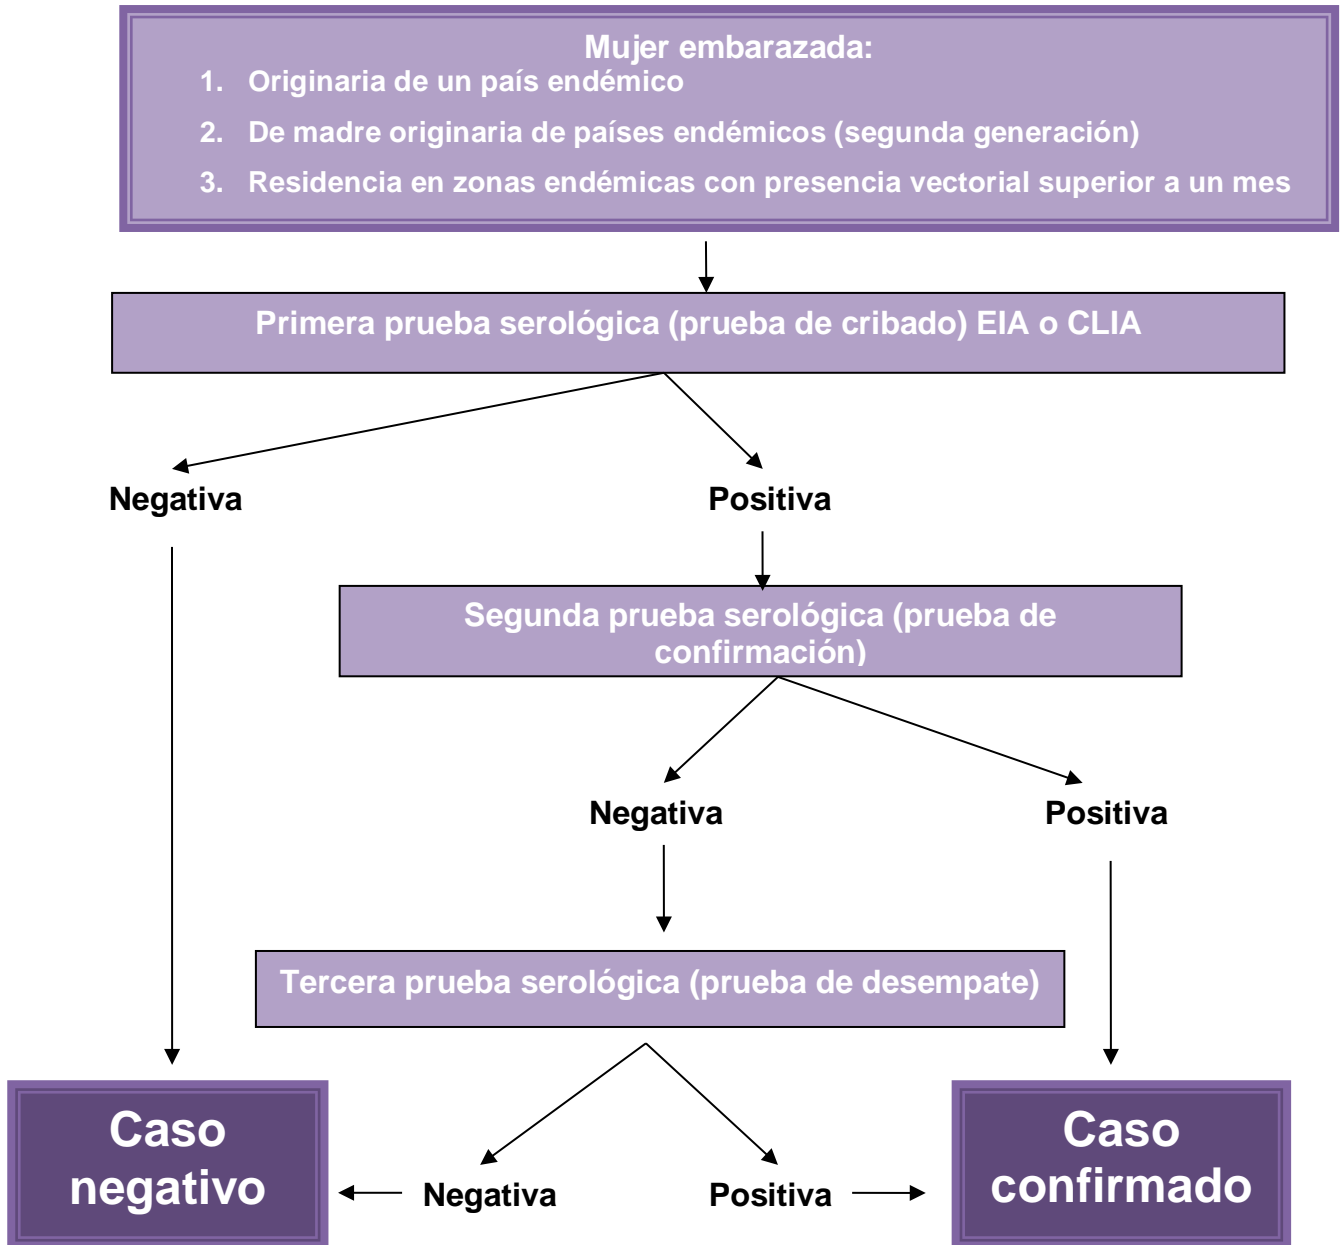 Mujer embarazada:
1. Originaria de un país endémico
2. De madre originaria de países endémicos (segunda generación)
3. Residencia en zonas endémicas con presencia vectorial superior a un mes
Primera prueba serológica (prueba de cribado) EIA o CLIA
Negativa
Positiva
Segunda prueba serológica (prueba de
confirmación)
Negativa
Positiva
Tercera prueba serológica (prueba de desempate)
Caso
negativo
Negativa
Positiva
Caso
confirmado